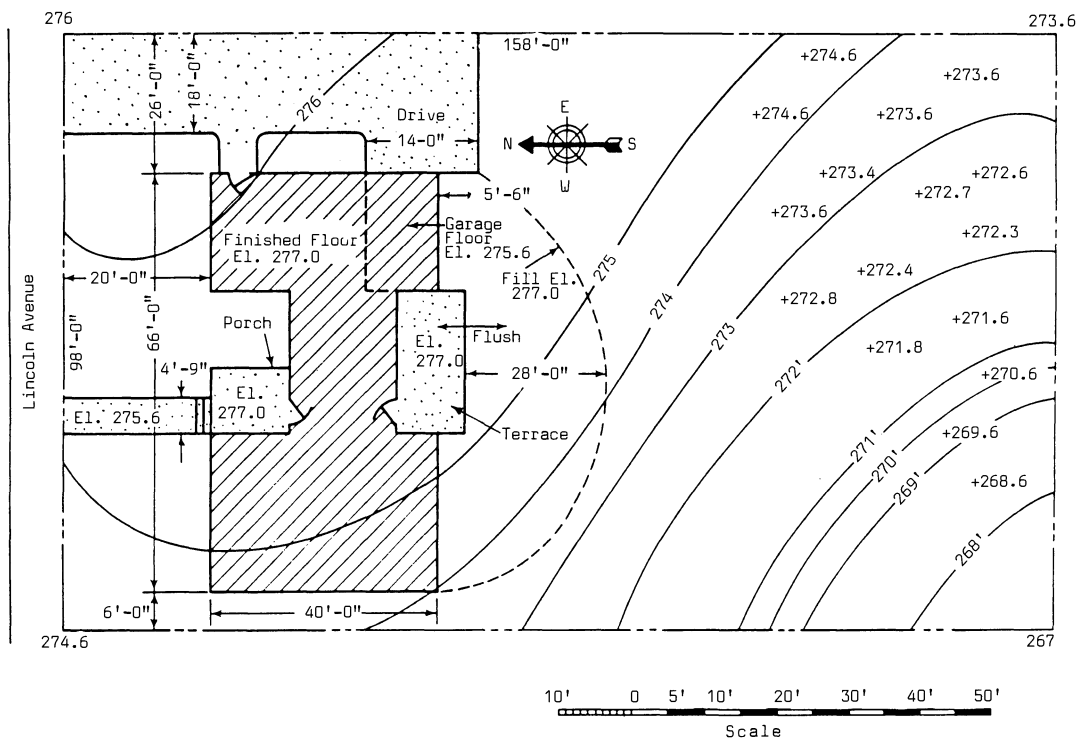 276
273.6
158'-0"
26'-0"
18'-0"
276
Drive
14-0"
E
N
S
W
+274.6
+273.6
+274.6
+273.6
+273.4
+272.6
+272.7
+273.6
+272.3
5'-6"
Garage
Floor
El. 275.6
Finished Floor
El. 277.0
Fill El.
277.0
275
274
273
272'
+272.4
+272.8
20'-0"
Lincoln Avenue
98'-0"
66'-0"
Porch
4'-9"
El.
277.0
Flush
28'-0"
+271.6
+271.8
+270.6
El. 275.6
El.
277.0
Terrace
271'
270'
269'
+269.6
+268.6
268'
6'-0"
40'-0"
274.6
267
10' 0 5' 10' 20' 30' 40' 50'
Scale